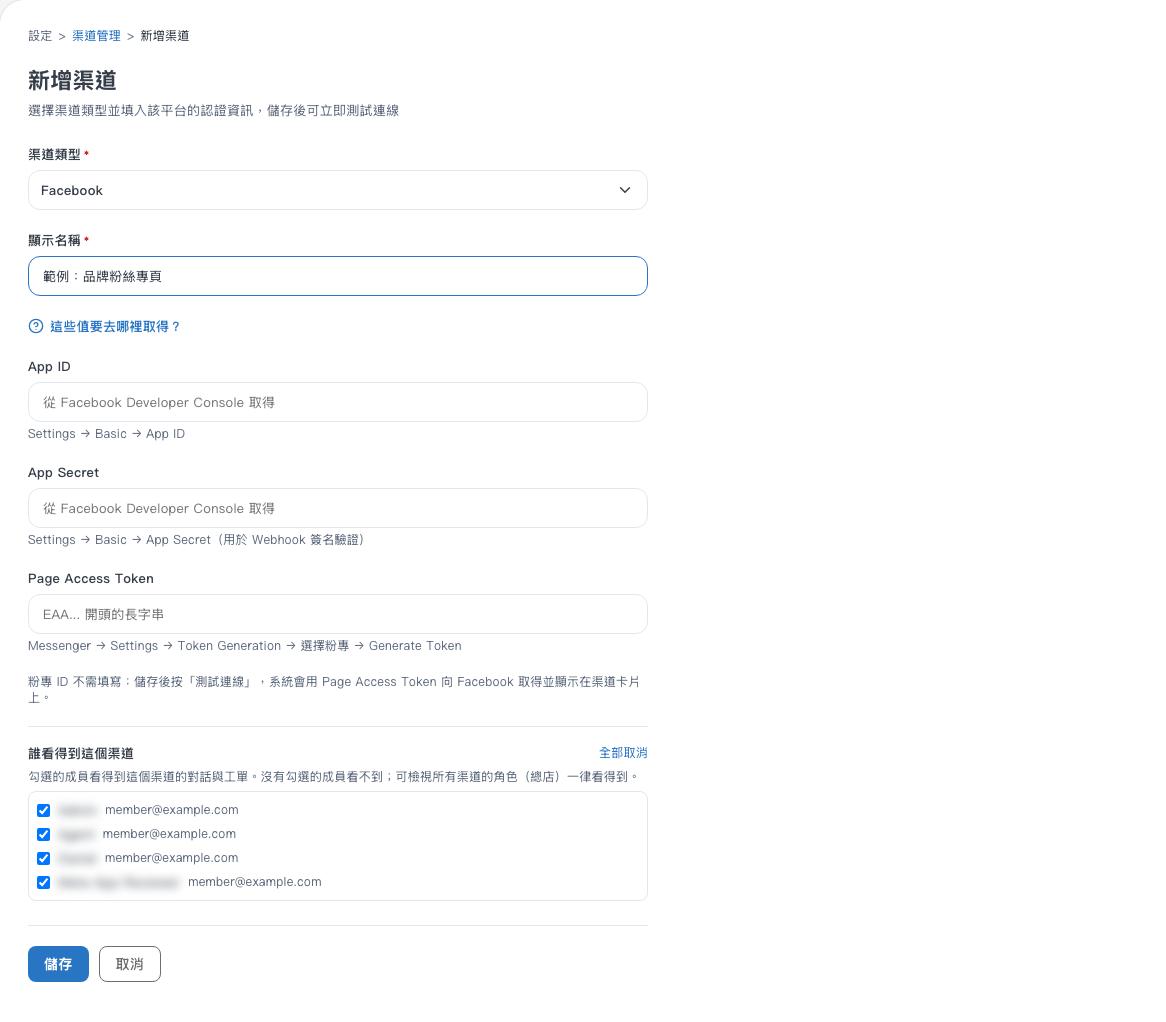 設定 > 渠道管理 > 新增渠道
新增渠道
選擇渠道類型並填入該平台的認證資訊，儲存後可立即測試連線
渠道類型 *
Facebook
顯示名稱 *
範例：品牌粉絲專頁
這些值要去哪裡取得？
App ID
從 Facebook Developer Console 取得
Settings → Basic → App ID
App Secret
從 Facebook Developer Console 取得
Settings → Basic → App Secret（用於 Webhook 簽名驗證）
Page Access Token
EAA... 開頭的長字串
Messenger → Settings → Token Generation → 選擇粉專 → Generate Token
粉專 ID 不需填寫：儲存後按「測試連線」，系統會用 Page Access Token 向 Facebook 取得並顯示在渠道卡片
上。
誰看得到這個渠道 全部取消
勾選的成員看得到這個渠道的對話與工單。沒有勾選的成員看不到；可檢視所有渠道的角色（總店）一律看得到。
member@example.com
member@example.com
member@example.com
member@example.com
儲存 取消